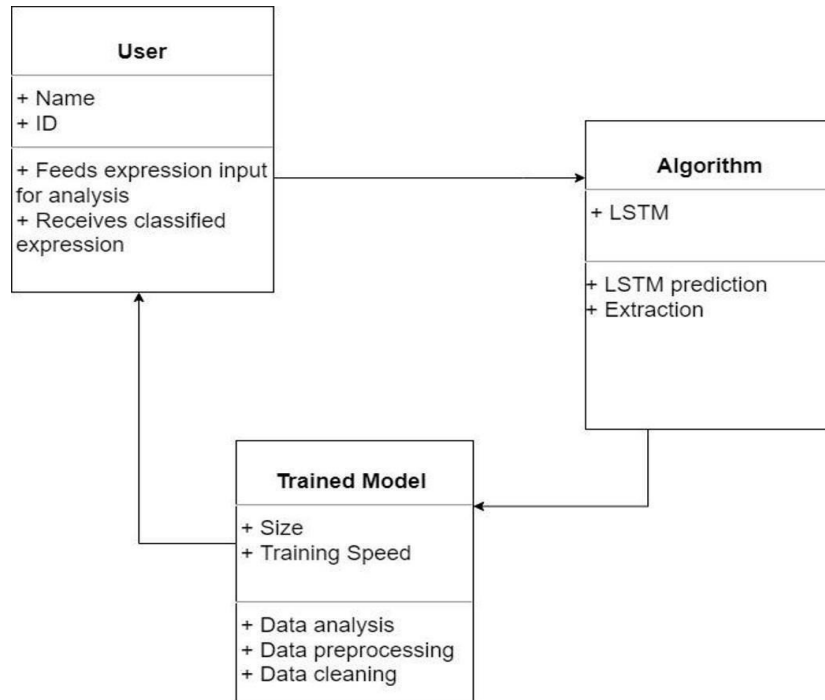 User
+ Name
+ ID
+ Feeds expression input
for analysis
+ Receives classified
expression
Algorithm
+ LSTM
+ LSTM prediction
+ Extraction
Trained Model
+ Size
+ Training Speed
+ Data analysis
+ Data preprocessing
+ Data cleaning